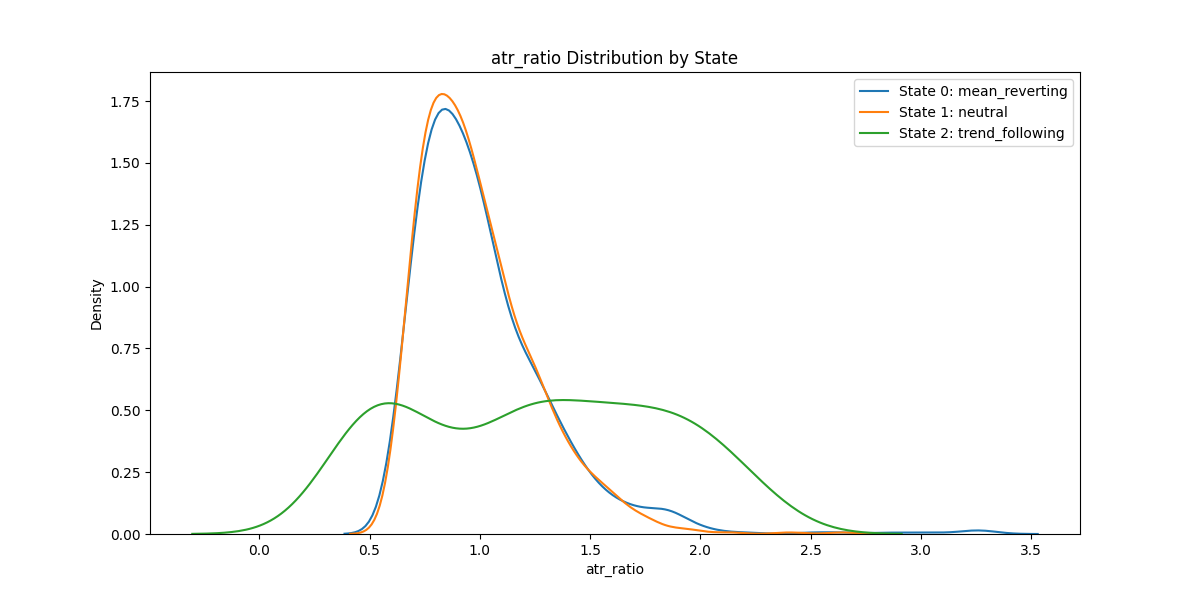 atr_ratio Distribution by State
State 0: mean_reverting
State 1: neutral
State 2: trend_following
Density
1.75
1.50
1.25
1.00
0.75
0.50
0.25
0.00
0.0 0.5 1.0 1.5 2.0 2.5 3.0 3.5
atr_ratio